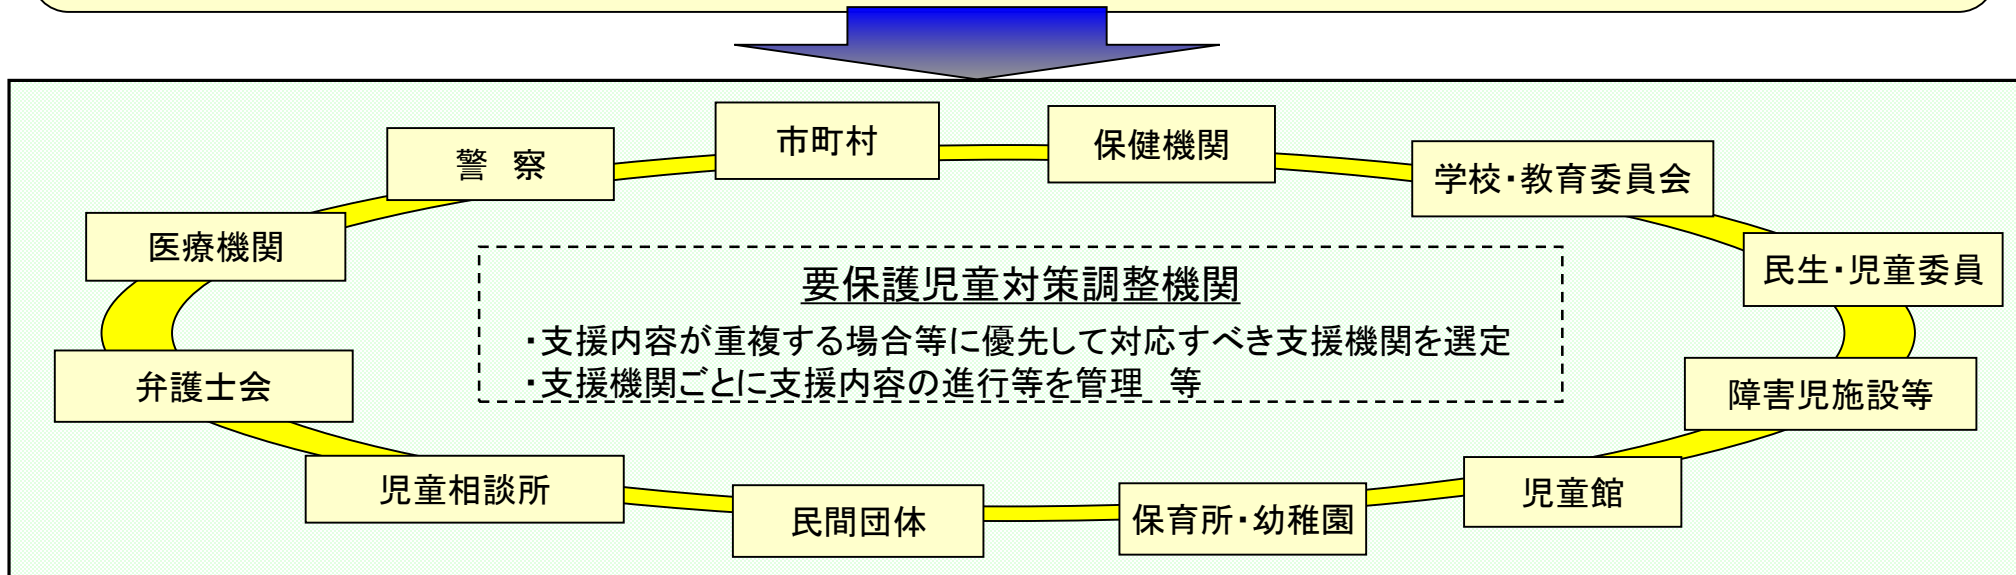 市町村
保健機関
警　察
学校・教育委員会
医療機関
民生・児童委員
要保護児童対策調整機関
・支援内容が重複する場合等に優先して対応すべき支援機関を選定
・支援機関ごとに支援内容の進行等を管理　等
弁護士会
障害児施設等
児童相談所
児童館
民間団体
保育所・幼稚園